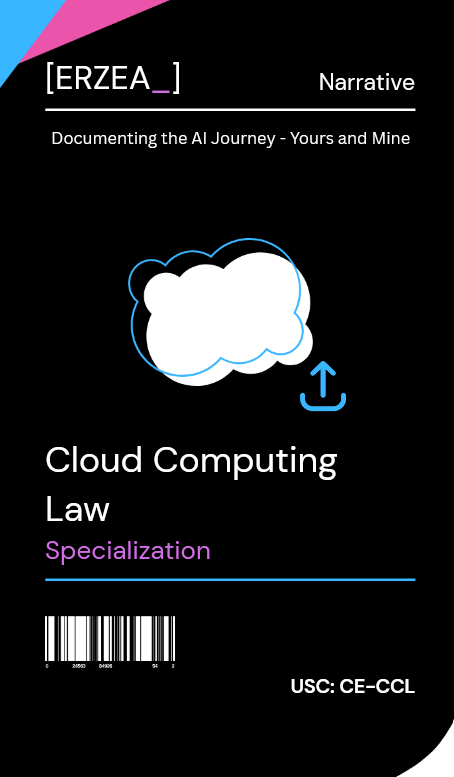 [ERZEA_]
Narrative
Documenting the AI Journey - Yours and Mine
Cloud Computing
Law
Specialization
0 24563 84926 54 2
USC: CE-CCL